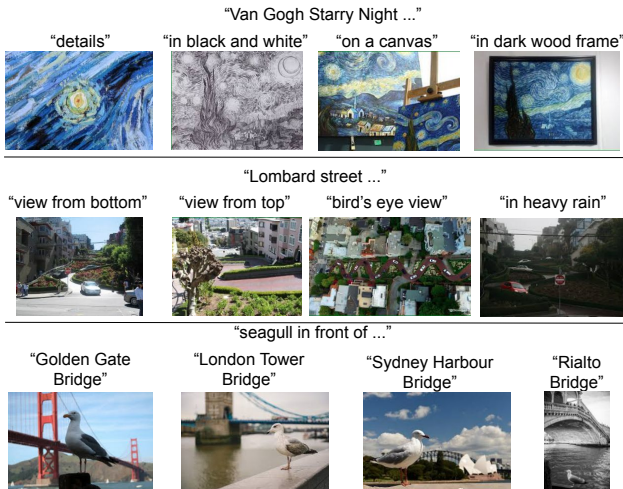 “Van Gogh Starry Night ...”
“details” “in black and white” “on a canvas” “in dark wood frame”
“Lombard street ...”
“view from bottom” “view from top” “bird’s eye view” “in heavy rain”
“seagull in front of ...”
“Golden Gate
Bridge”
“London Tower
Bridge”
“Sydney Harbour
Bridge”
“Rialto
Bridge”